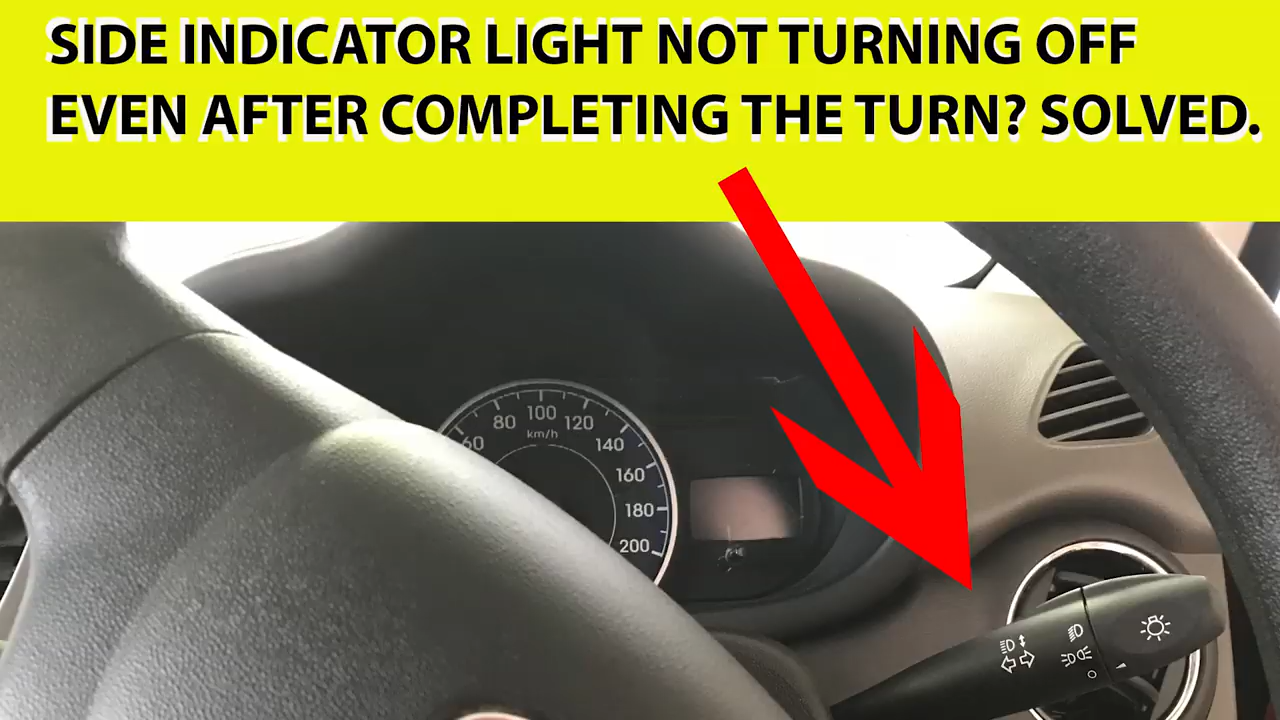 SIDE INDICATOR LIGHT NOT TURNING OFF
EVEN AFTER COMPLETING THE TURN? SOLVED.
60 80 100 120 140 160 180 200
km/h